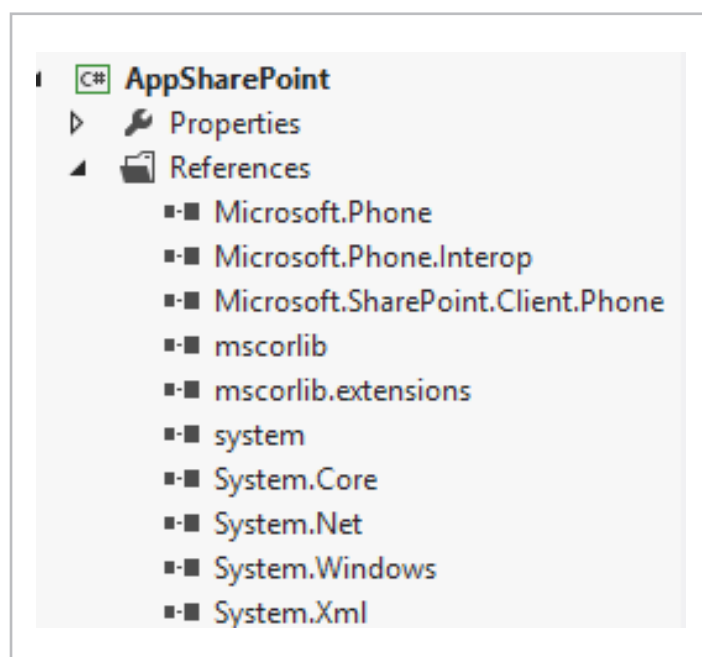 C# AppSharePoint
Properties
References
Microsoft.Phone
Microsoft.Phone.Interop
Microsoft.SharePoint.Client.Phone
mscorlib
mscorlib.extensions
system
System.Core
System.Net
System.Windows
System.Xml